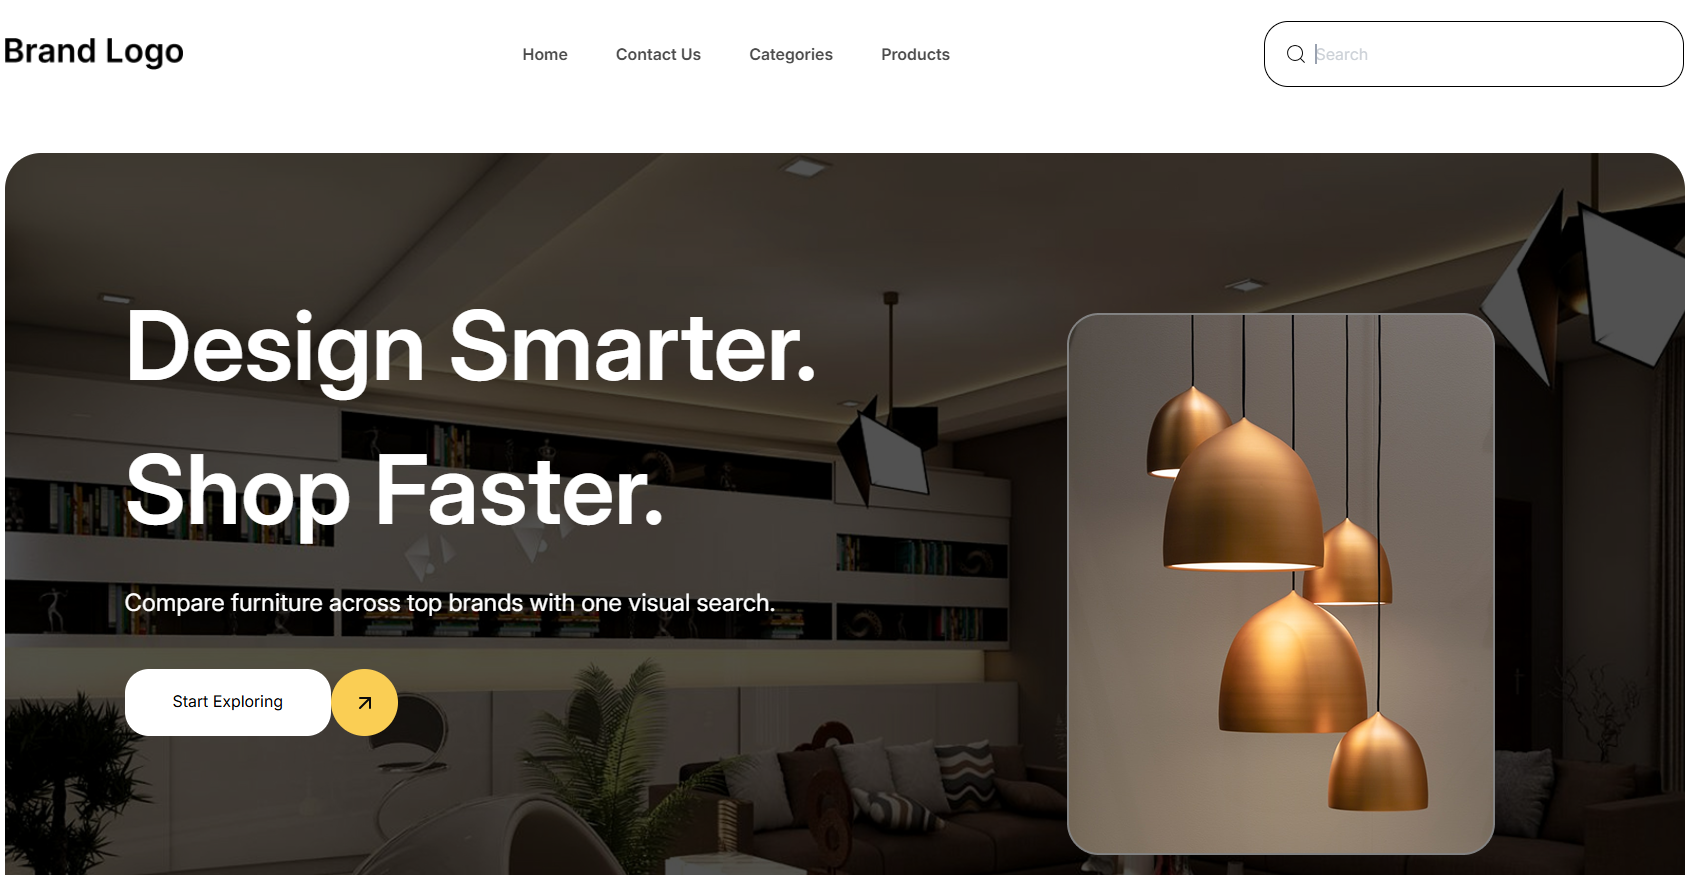 Brand Logo
Home
Contact Us
Categories
Products
Search
Design Smarter.
Shop Faster.
Compare furniture across top brands with one visual search.
Start Exploring